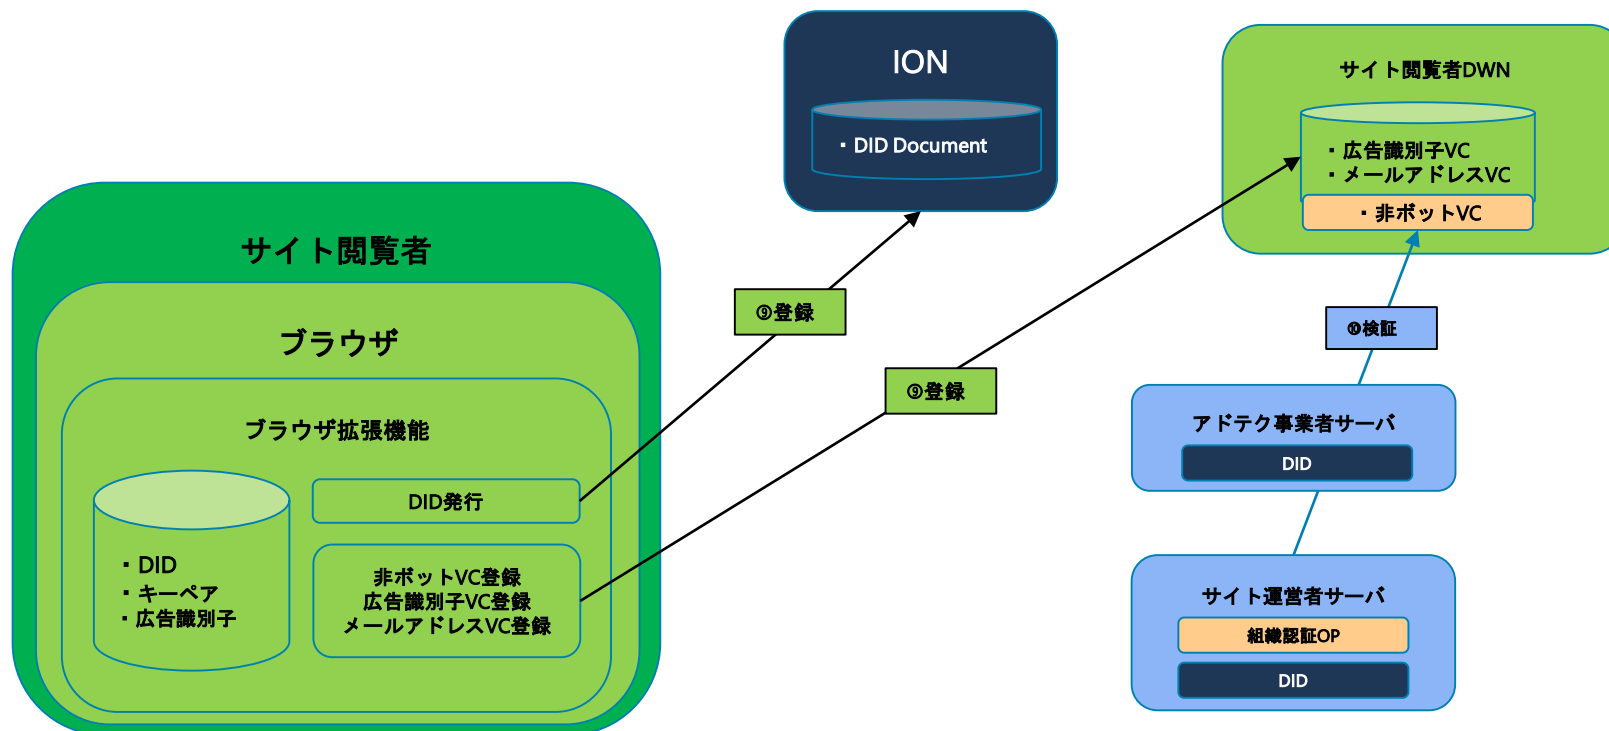 ION
・DID Document
サイト閲覧者DWN
・広告識別子VC
・メールアドレスVC
・非ボットVC
サイト閲覧者
ブラウザ
ブラウザ拡張機能
・DID
・キーペア
・広告識別子
DID発行
非ボットVC登録
広告識別子VC登録
メールアドレスVC登録
⑨登録
⑨登録
⑩検証
アドテク事業者サーバ
DID
サイト運営者サーバ
組織認証OP
DID